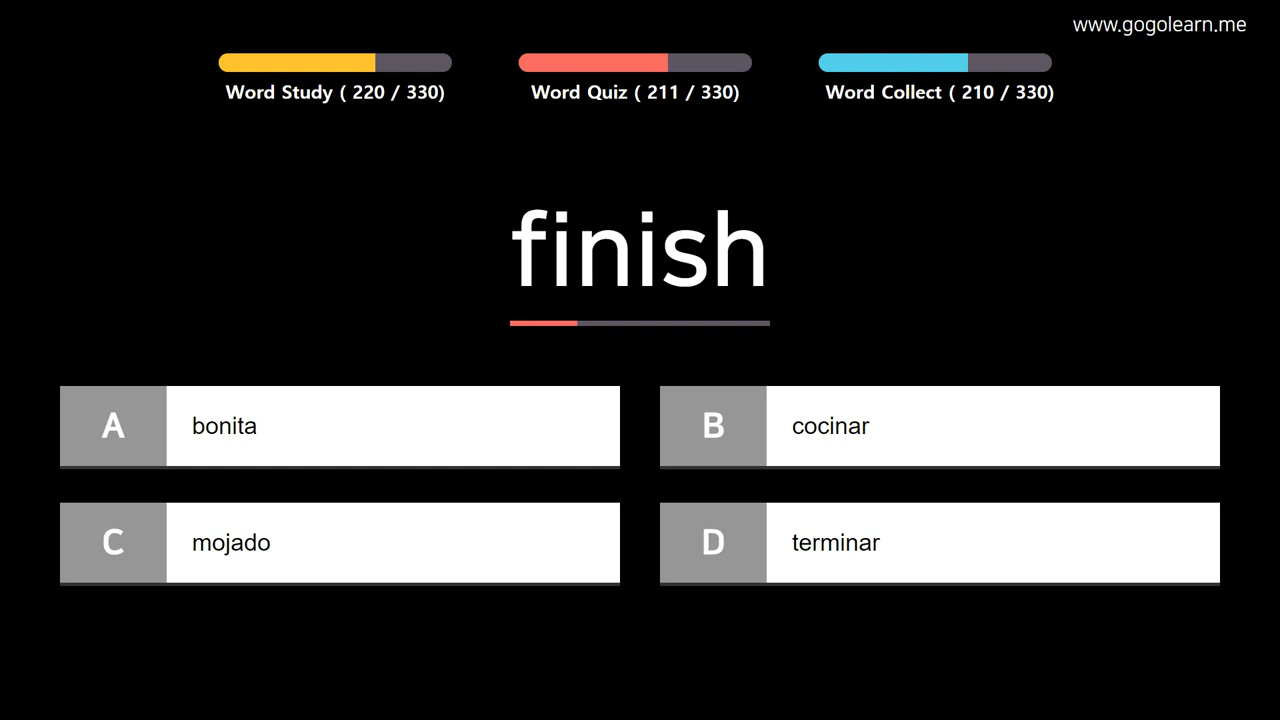 www.gogolearn.me
Word Study ( 220 / 330)
Word Quiz ( 211 / 330)
Word Collect ( 210 / 330)
finish
A bonita
B cocinar
C mojado
D terminar